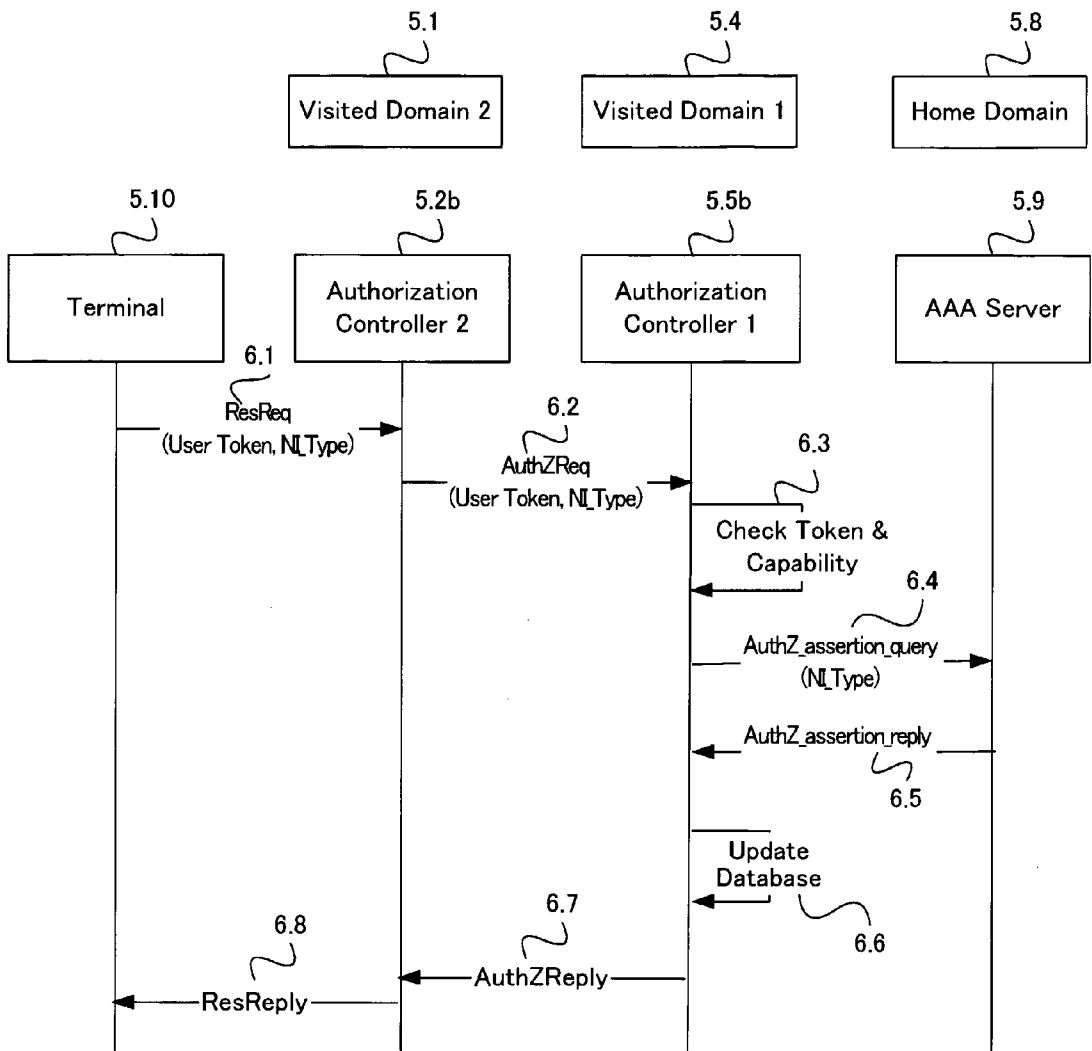 5.1
5.4
5.8
Visited Domain 2
Visited Domain 1
Home Domain
5.10
5.2b
5.5b
5.9
Terminal
Authorization
Controller 2
Authorization
Controller 1
AAA Server
6.1
ResReq
(User Token, NI_Type)
6.2
AuthZReq
(User Token, NI_Type)
6.3
Check Token &
Capability
6.4
AuthZ_assertion_query
(NI_Type)
AuthZ_assertion_reply
6.5
Update
Database
6.6
6.7
AuthZReply
6.8
ResReply